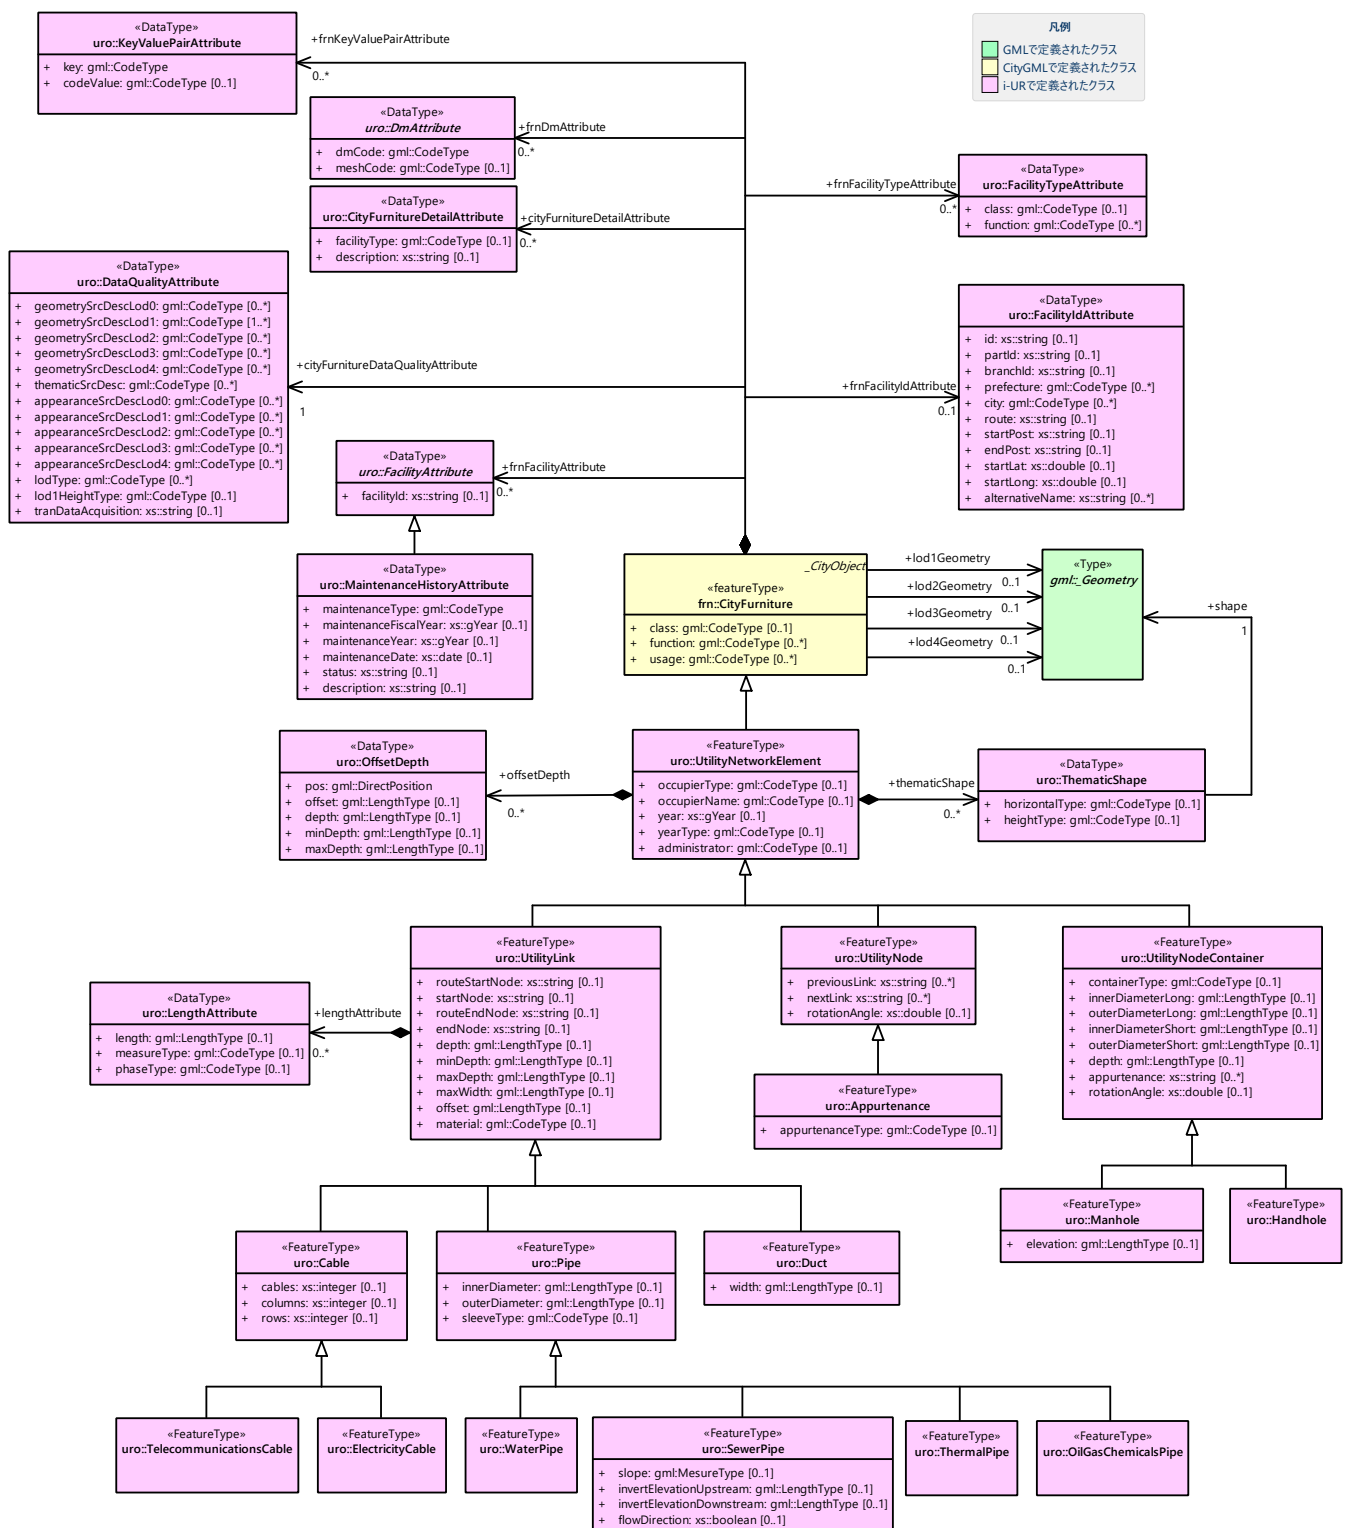 «DataType»
uro::KeyValuePairAttribute
+ key: gml::CodeType
+ codeValue: gml::CodeType [0..1]
+frnKeyValuePairAttribute
0..*
凡例
GMLで定義されたクラス
CityGMLで定義されたクラス
i-URで定義されたクラス
«DataType»
uro::DmAttribute
+ dmCode: gml::CodeType
+ meshCode: gml::CodeType [0..1]
+frnDmAttribute
0..*
«DataType»
uro::FacilityTypeAttribute
+ class: gml::CodeType [0..1]
+ function: gml::CodeType [0..*]
+frnFacilityTypeAttribute
0..*
«DataType»
uro::CityFurnitureDetailAttribute
+ facilityType: gml::CodeType [0..1]
+ description: xs::string [0..1]
+cityFurnitureDetailAttribute
0..*
«DataType»
uro::DataQualityAttribute
+ geometrySrcDescLod0: gml::CodeType [0..*]
+ geometrySrcDescLod1: gml::CodeType [1..*]
+ geometrySrcDescLod2: gml::CodeType [0..*]
+ geometrySrcDescLod3: gml::CodeType [0..*]
+ geometrySrcDescLod4: gml::CodeType [0..*]
+ thematicSrcDesc: gml::CodeType [0..*]
+ appearanceSrcDescLod0: gml::CodeType [0..*]
+ appearanceSrcDescLod1: gml::CodeType [0..*]
+ appearanceSrcDescLod2: gml::CodeType [0..*]
+ appearanceSrcDescLod3: gml::CodeType [0..*]
+ appearanceSrcDescLod4: gml::CodeType [0..*]
+ lodType: gml::CodeType [0..*]
+ lod1HeightType: gml::CodeType [0..1]
+ tranDataAcquisition: xs::string [0..1]
+cityFurnitureDataQualityAttribute
1
«DataType»
uro::FacilityIdAttribute
+ id: xs::string [0..1]
+ partId: xs::string [0..1]
+ branchId: xs::string [0..1]
+ prefecture: gml::CodeType [0..*]
+ city: gml::CodeType [0..*]
+ route: xs::string [0..1]
+ startPost: xs::string [0..1]
+ endPost: xs::string [0..1]
+ startLat: xs::double [0..1]
+ startLong: xs::double [0..1]
+ alternativeName: xs::string [0..*]
+frnFacilityIdAttribute
0..1
«DataType»
uro::FacilityAttribute
+ facilityId: xs::string [0..1]
+frnFacilityAttribute
0..*
«DataType»
uro::MaintenanceHistoryAttribute
+ maintenanceType: gml::CodeType
+ maintenanceFiscalYear: xs::gYear [0..1]
+ maintenanceYear: xs::gYear [0..1]
+ maintenanceDate: xs::date [0..1]
+ status: xs::string [0..1]
+ description: xs::string [0..1]
_CityObject
«featureType»
frn::CityFurniture
+ class: gml::CodeType [0..1]
+ function: gml::CodeType [0..*]
+ usage: gml::CodeType [0..*]
+lod1Geometry
0..1
+lod2Geometry
0..1
+lod3Geometry
0..1
+lod4Geometry
0..1
«Type»
gml::_Geometry
+shape
1
«DataType»
uro::OffsetDepth
+ pos: gml::DirectPosition
+ offset: gml::LengthType [0..1]
+ depth: gml::LengthType [0..1]
+ minDepth: gml::LengthType [0..1]
+ maxDepth: gml::LengthType [0..1]
+offsetDepth
0..*
«FeatureType»
uro::UtilityNetworkElement
+ occupierType: gml::CodeType [0..1]
+ occupierName: gml::CodeType [0..1]
+ year: xs::gYear [0..1]
+ yearType: gml::CodeType [0..1]
+ administrator: gml::CodeType [0..1]
+thematicShape
0..*
«DataType»
uro::ThematicShape
+ horizontalType: gml::CodeType [0..1]
+ heightType: gml::CodeType [0..1]
«DataType»
uro::LengthAttribute
+ length: gml::LengthType [0..1]
+ measureType: gml::CodeType [0..1]
+ phaseType: gml::CodeType [0..1]
+lengthAttribute
0..*
«FeatureType»
uro::UtilityLink
+ routeStartNode: xs::string [0..1]
+ startNode: xs::string [0..1]
+ routeEndNode: xs::string [0..1]
+ endNode: xs::string [0..1]
+ depth: gml::LengthType [0..1]
+ minDepth: gml::LengthType [0..1]
+ maxDepth: gml::LengthType [0..1]
+ maxWidth: gml::LengthType [0..1]
+ offset: gml::LengthType [0..1]
+ material: gml::CodeType [0..1]
«FeatureType»
uro::UtilityNode
+ previousLink: xs::string [0..*]
+ nextLink: xs::string [0..*]
+ rotationAngle: xs::double [0..1]
«FeatureType»
uro::Appurtenance
+ appurtenanceType: gml::CodeType [0..1]
«FeatureType»
uro::UtilityNodeContainer
+ containerType: gml::CodeType [0..1]
+ innerDiameterLong: gml::LengthType [0..1]
+ outerDiameterLong: gml::LengthType [0..1]
+ innerDiameterShort: gml::LengthType [0..1]
+ outerDiameterShort: gml::LengthType [0..1]
+ depth: gml::LengthType [0..1]
+ appurtenance: xs::string [0..*]
+ rotationAngle: xs::double [0..1]
«FeatureType»
uro::Manhole
+ elevation: gml::LengthType [0..1]
«FeatureType»
uro::Handhole
«FeatureType»
uro::Cable
+ cables: xs::integer [0..1]
+ columns: xs::integer [0..1]
+ rows: xs::integer [0..1]
«FeatureType»
uro::Pipe
+ innerDiameter: gml::LengthType [0..1]
+ outerDiameter: gml::LengthType [0..1]
+ sleeveType: gml::CodeType [0..1]
«FeatureType»
uro::Duct
+ width: gml::LengthType [0..1]
«FeatureType»
uro::TelecommunicationsCable
«FeatureType»
uro::ElectricityCable
«FeatureType»
uro::WaterPipe
«FeatureType»
uro::SewerPipe
+ slope: gml:MesureType [0..1]
+ invertElevationUpstream: gml::LengthType [0..1]
+ invertElevationDownstream: gml::LengthType [0..1]
+ flowDirection: xs::boolean [0..1]
«FeatureType»
uro::ThermalPipe
«FeatureType»
uro::OilGasChemicalsPipe